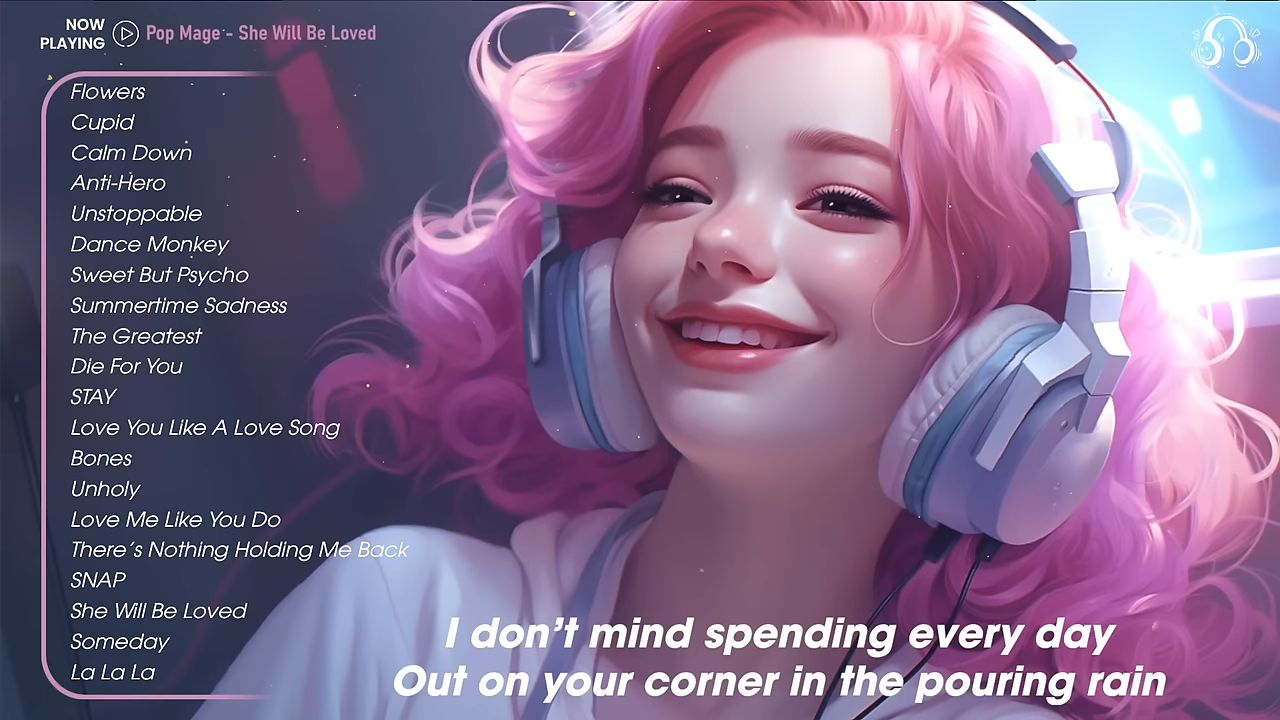 NOW
PLAYING
Pop Mage - She Will Be Loved
Flowers
Cupid
Calm Down
Anti-Hero
Unstoppable
Dance Monkey
Sweet But Psycho
Summertime Sadness
The Greatest
Die For You
STAY
Love You Like A Love Song
Bones
Unholy
Love Me Like You Do
There´s Nothing Holding Me Back
SNAP
She Will Be Loved
Someday
La La La
I don’t mind spending every day
Out on your corner in the pouring rain